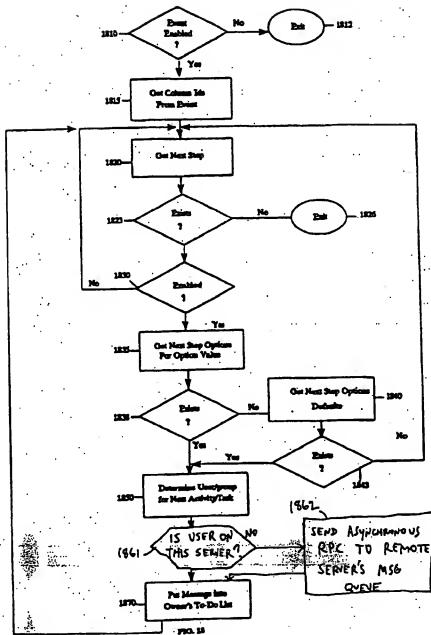 Event
Enabled
?
1810
No
Exit
1812
Yes
Get Column Ids
From Event
1815
Get Next Step
1820
Exists
?
1823
No
Exit
1826
Enabled
?
1830
No
Yes
Get Next Step Options
Per Option Value
1835
Exists
?
1838
No
Get Next Step Options
Defaults
1840
Yes
Yes
Exists
?
1843
No
Determine User/group
for Next Activity/Task
1850
IS USER ON
THIS SERVER?
1861
NO
1862
SEND ASYNCHRONOUS
RPC TO REMOTE
SERVER'S MSG
QUEUE
Put Message Into
Owner's To-Do List
1870
FIG. 18